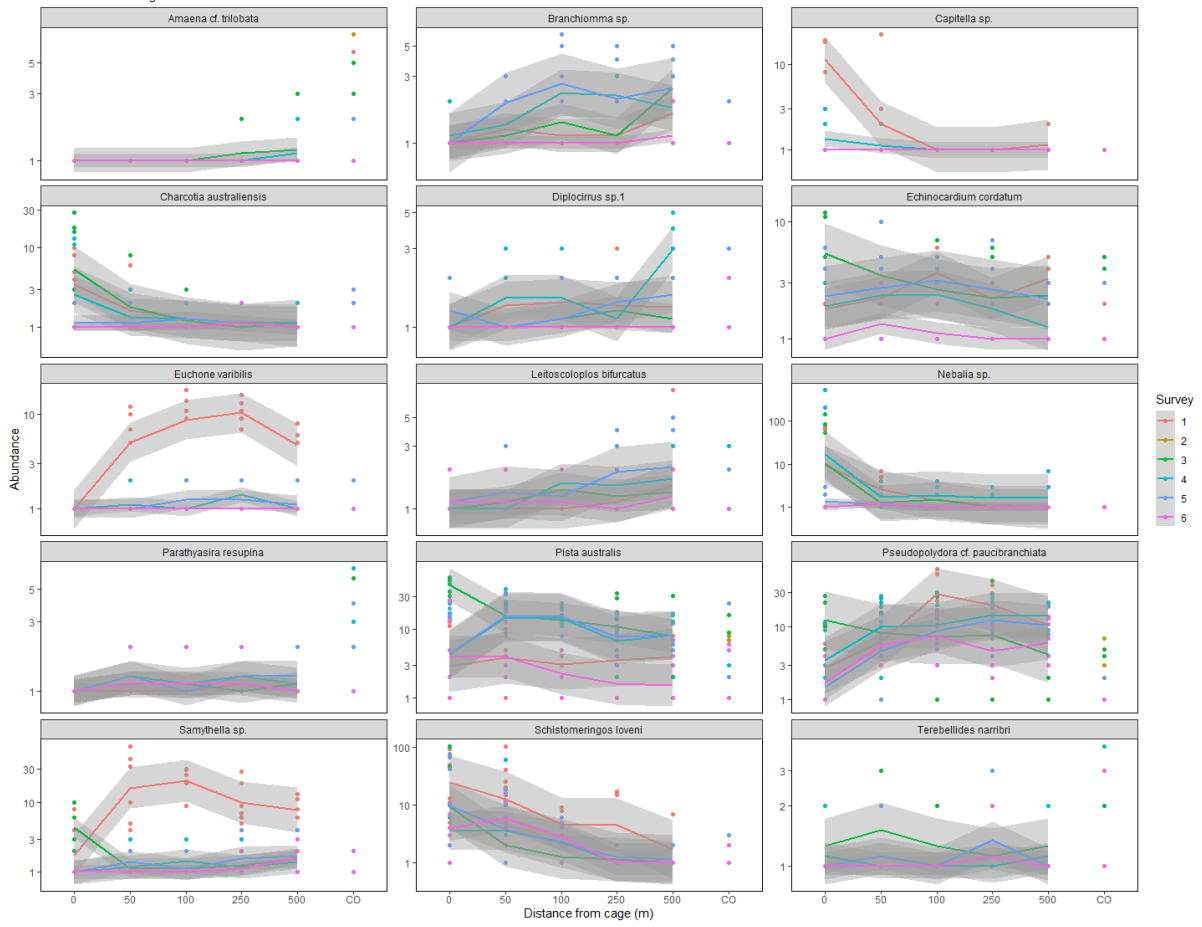 Amaena cf. trilobata
Branchiomma sp.
Capitella sp.
5
3
1
5
3
1
10
3
1
Charcotia australiensis
Diplocirrus sp.1
Echinocardium cordatum
30
10
3
1
5
3
1
10
3
1
Euchone varibilis
Leitoscoloplos bifurcatus
Nebalia sp.
10
3
1
5
3
1
100
10
1
Abundance
Survey
1
2
3
4
5
6
Parathyasira resupina
Pista australis
Pseudopolydora cf. paucibranchiata
5
3
1
30
10
3
1
30
10
3
1
Samythella sp.
Schistomeringos loveni
Terebellides narribri
30
10
3
1
100
10
1
3
2
1
0 50 100 250 500 CO
0 50 100 250 500 CO
0 50 100 250 500 CO
Distance from cage (m)